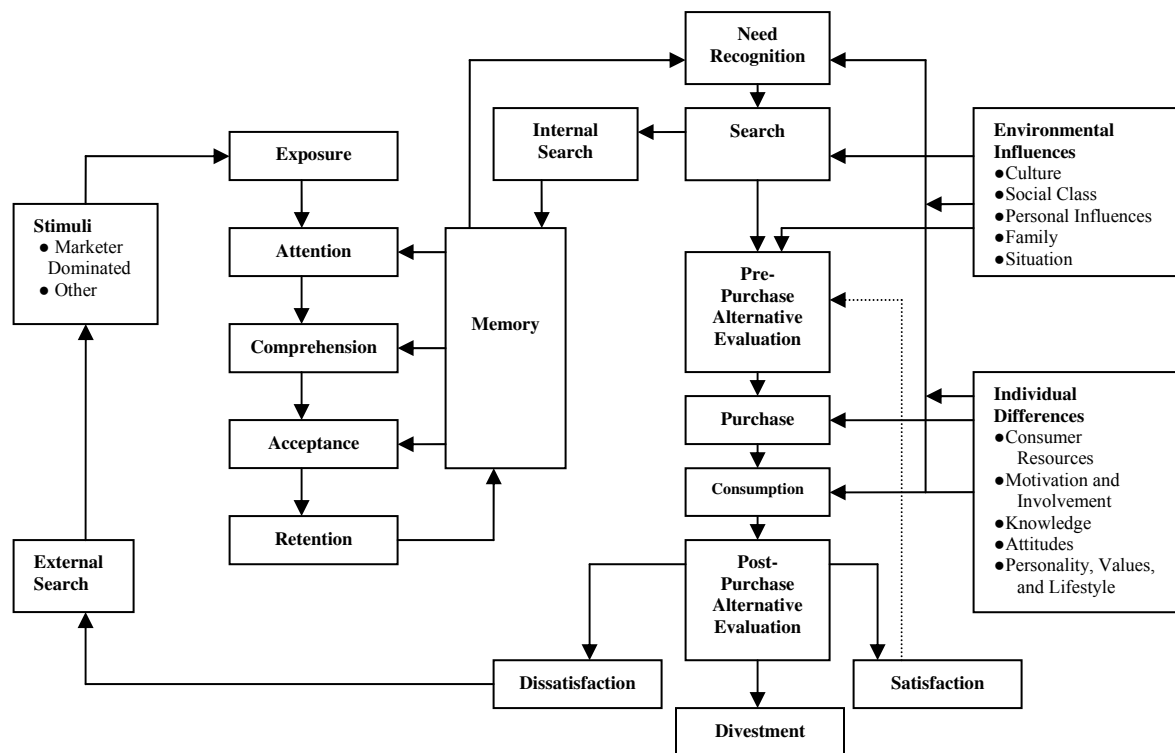 Need
Recognition
Internal
Search
Search
Environmental
Influences
●Culture
●Social Class
●Personal Influences
●Family
●Situation
Exposure
Stimuli
● Marketer
Dominated
● Other
Attention
Comprehension
Acceptance
Retention
Memory
Pre-
Purchase
Alternative
Evaluation
Purchase
Consumption
Individual
Differences
●Consumer
Resources
●Motivation and
Involvement
●Knowledge
●Attitudes
●Personality, Values,
and Lifestyle
External
Search
Post-
Purchase
Alternative
Evaluation
Dissatisfaction
Satisfaction
Divestment